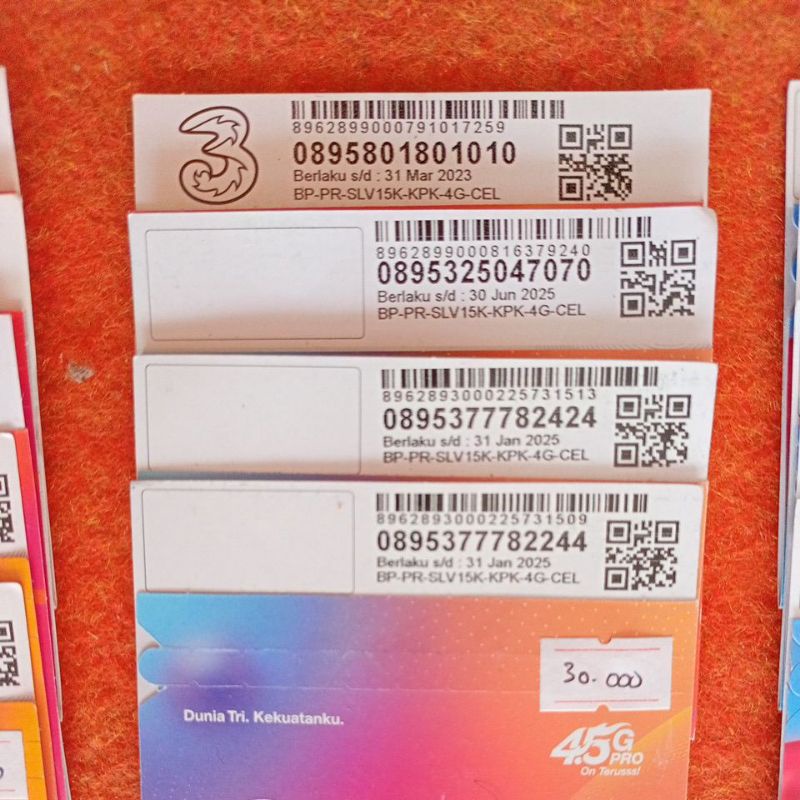 3
8962899000791017259
0895801801010
Berlaku s/d : 31 Mar 2023
BP-PR-SLV15K-KPK-4G-CEL
8962899000816379240
0895325047070
Berlaku s/d : 30 Jun 2025
BP-PR-SLV15K-KPK-4G-CEL
8962893000225731513
0895377782424
Berlaku s/d : 31 Jan 2025
BP-PR-SLV15K-KPK-4G-CEL
8962893000225731509
0895377782244
Berlaku s/d : 31 Jan 2025
BP-PR-SLV15K-KPK-4G-CEL
30.000
Dunia Tri. Kekuatanku.
4.5G
PRO
On Terusss!